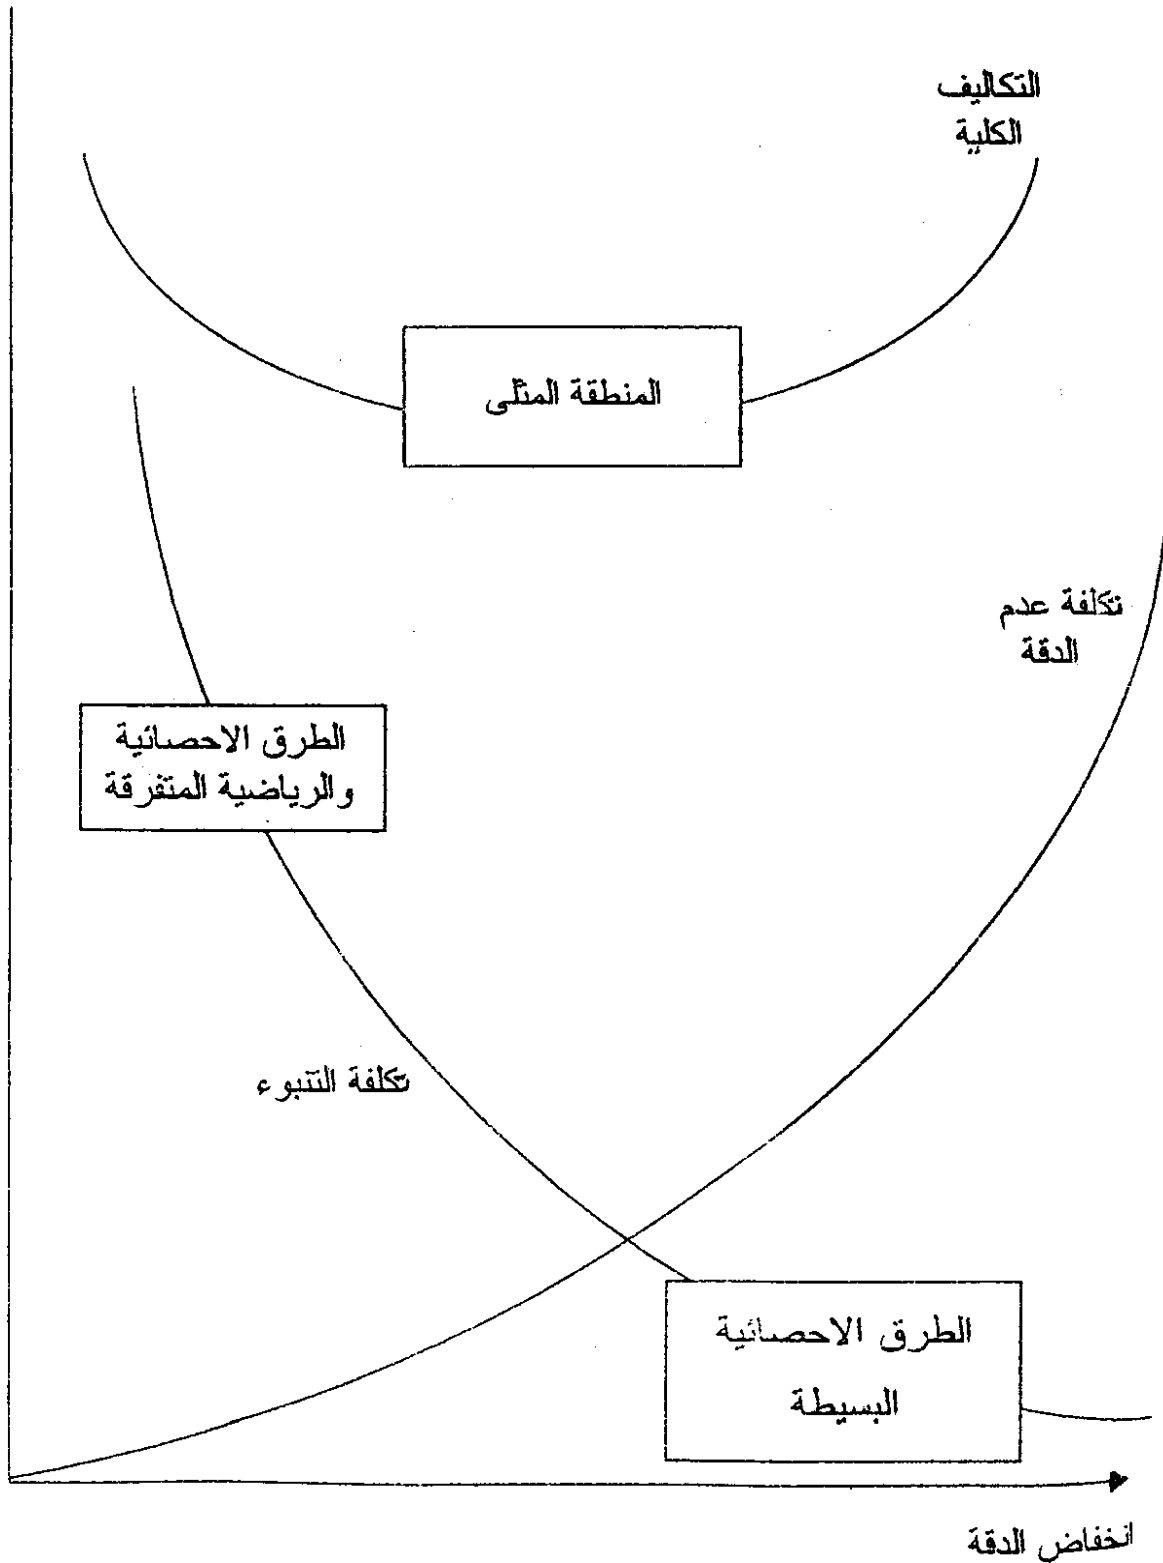 التكاليف
الكلية
المنطقة المثلى
تكلفة عدم
الدقة
الطرق الاحصائية
والرياضية المتفرقة
تكلفة التنبوء
الطرق الاحصائية
البسيطة
انخفاض الدقة